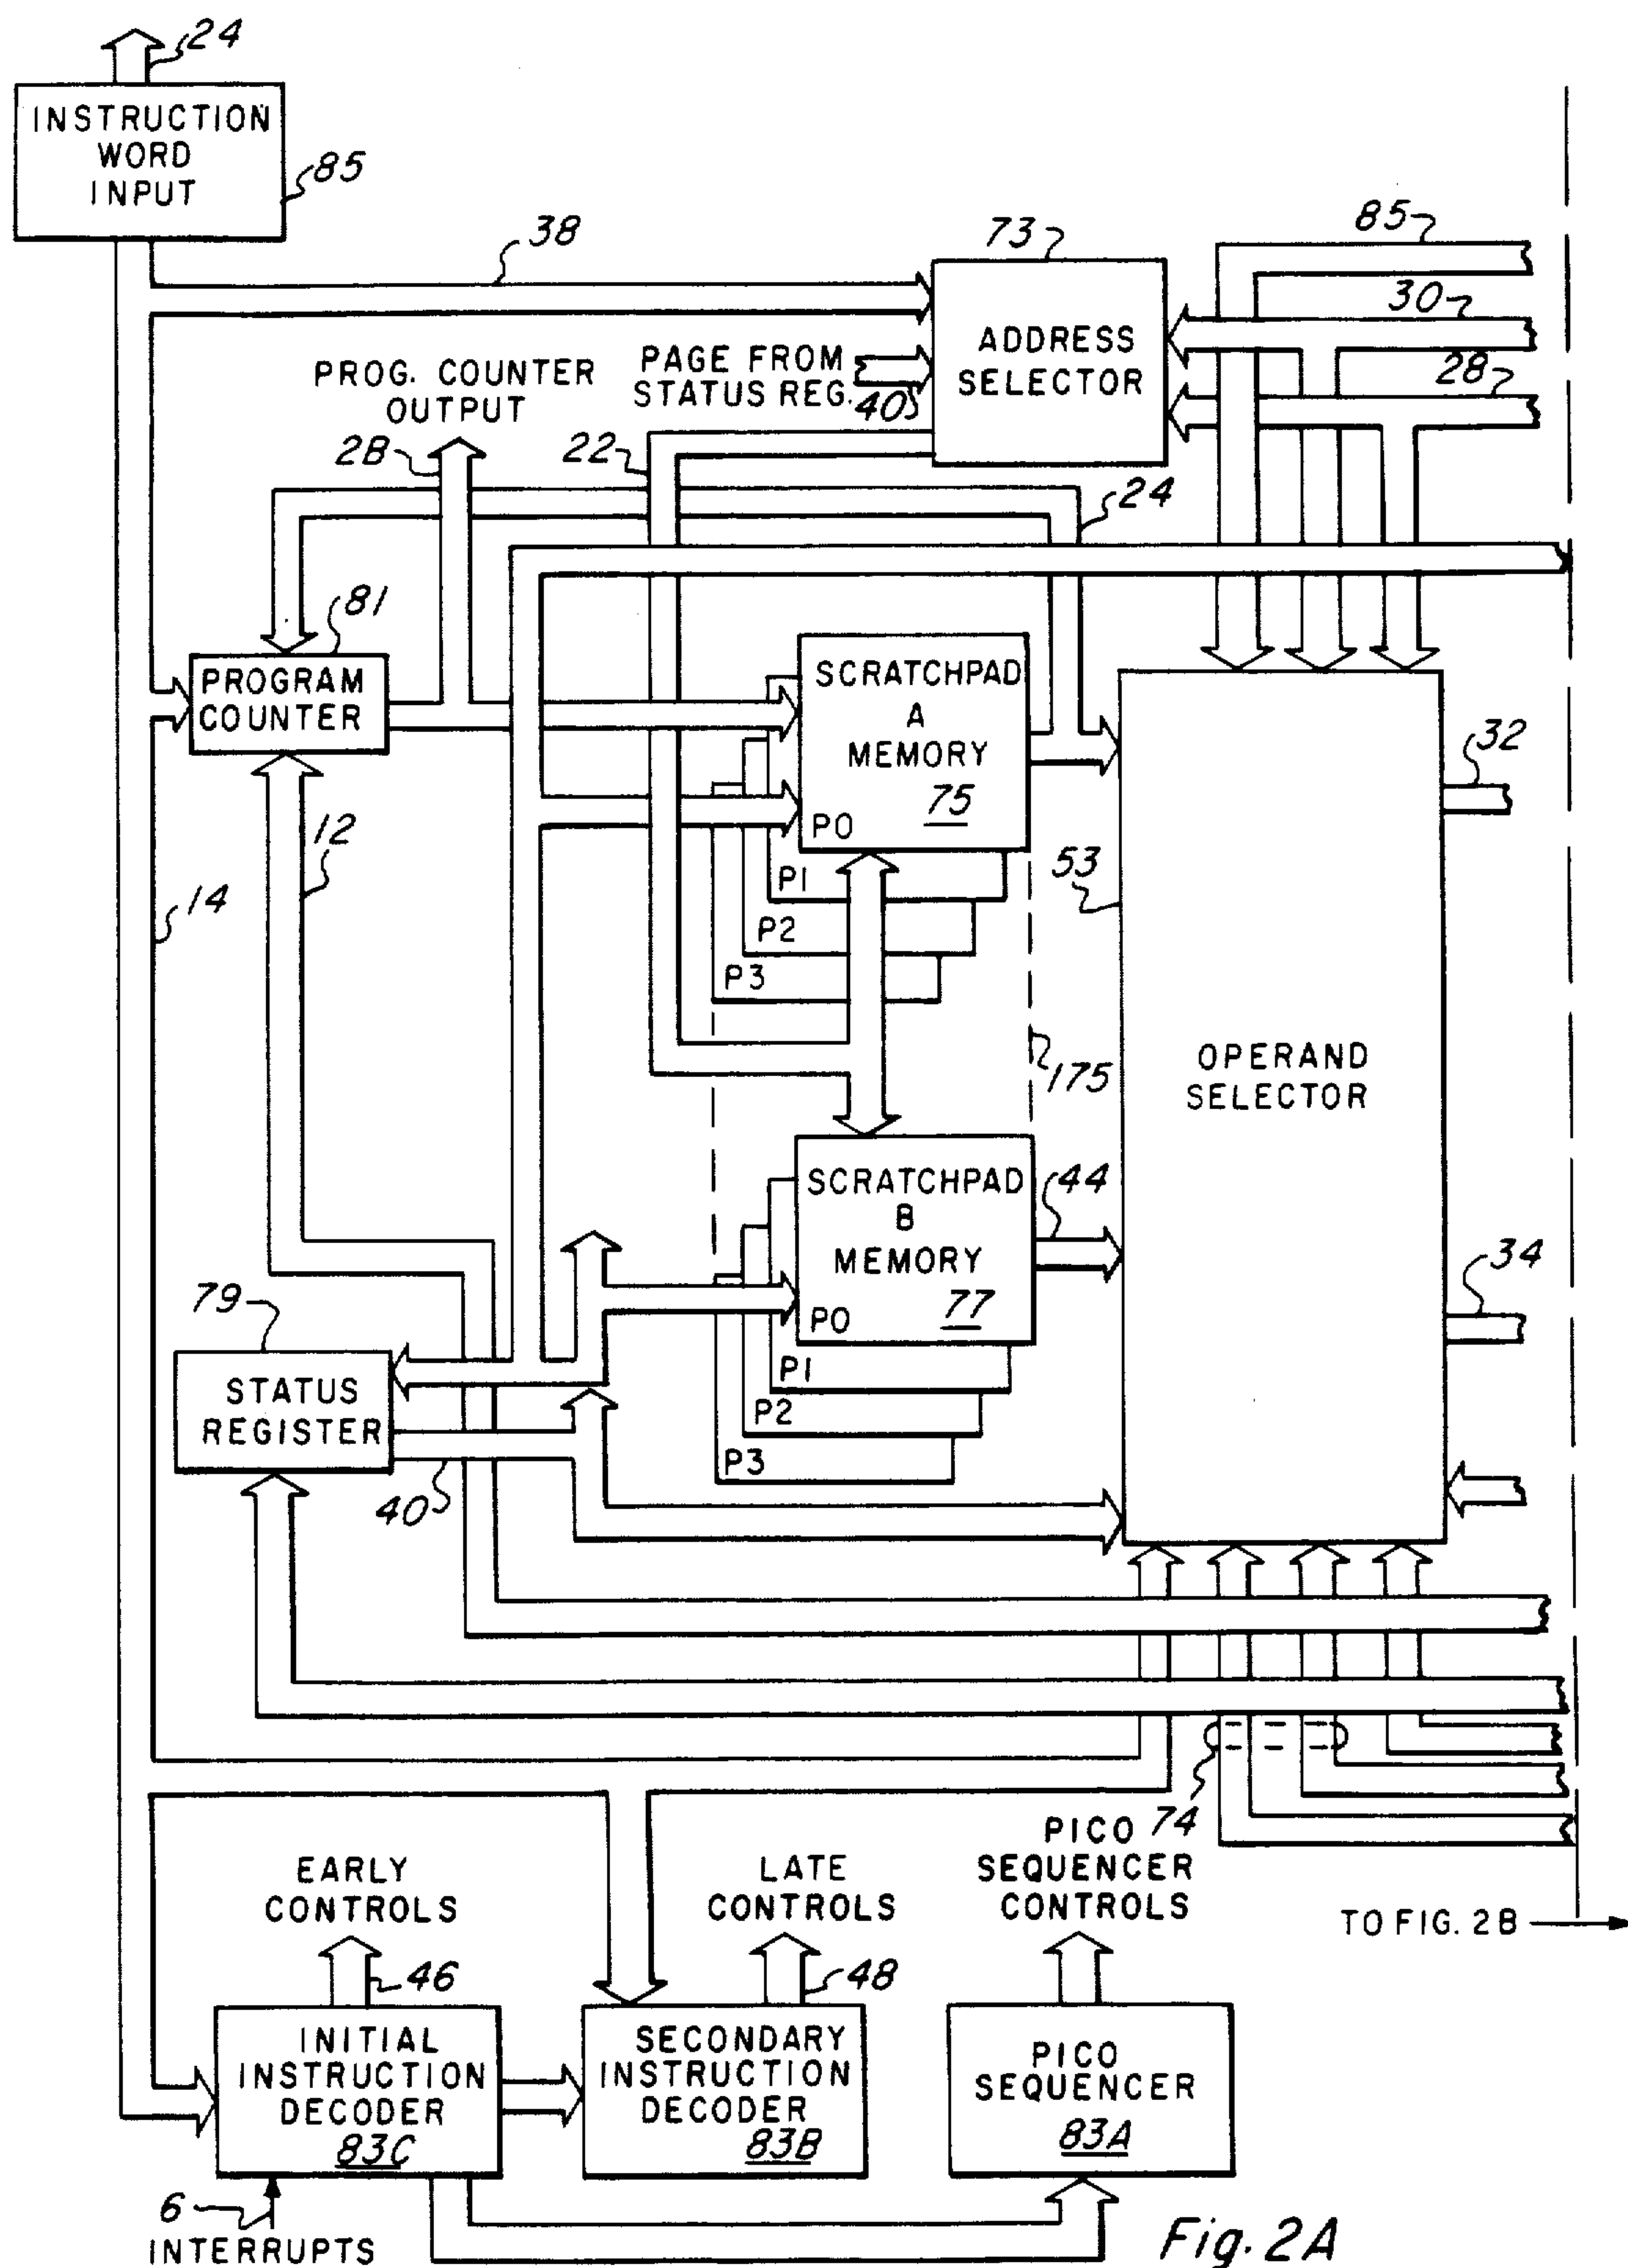 24
INSTRUCTION
WORD
INPUT
85
38
73
85
30
28
ADDRESS
SELECTOR
PAGE FROM
STATUS REG.
40
PROG. COUNTER
OUTPUT
2B
22
24
81
PROGRAM
COUNTER
SCRATCHPAD
A
MEMORY
75
P0
P1
P2
P3
32
12
14
53
175
OPERAND
SELECTOR
SCRATCHPAD
B
MEMORY
77
P0
P1
P2
P3
44
34
79
STATUS
REGISTER
40
74
EARLY
CONTROLS
LATE
CONTROLS
PICO
SEQUENCER
CONTROLS
TO FIG. 2B
46
48
INITIAL
INSTRUCTION
DECODER
83C
SECONDARY
INSTRUCTION
DECODER
83B
PICO
SEQUENCER
83A
6
INTERRUPTS
Fig. 2A